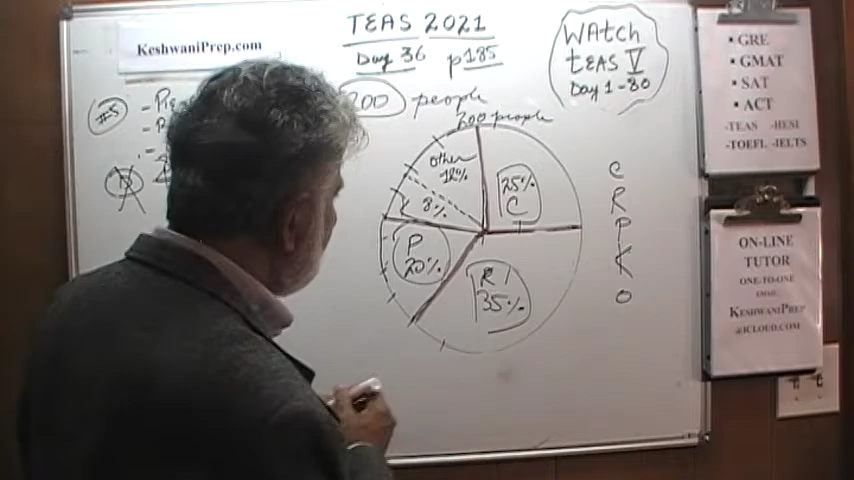 KeshwaniPrep.com
TEAS 2021
Day 36 p185
200 people
#5
WAtch
tEAS V
Day 1-80
200 people
other
12%
25%
C
K 8%
P
20%
R
35%
C
R
P
K
O
• GRE
• GMAT
• SAT
• ACT
-TEAS -HESI
-TOEFL -IELTS
ON-LINE
TUTOR
ONE-TO-ONE
EMAIL
KESHWANIPREP
@ICLOUD.COM